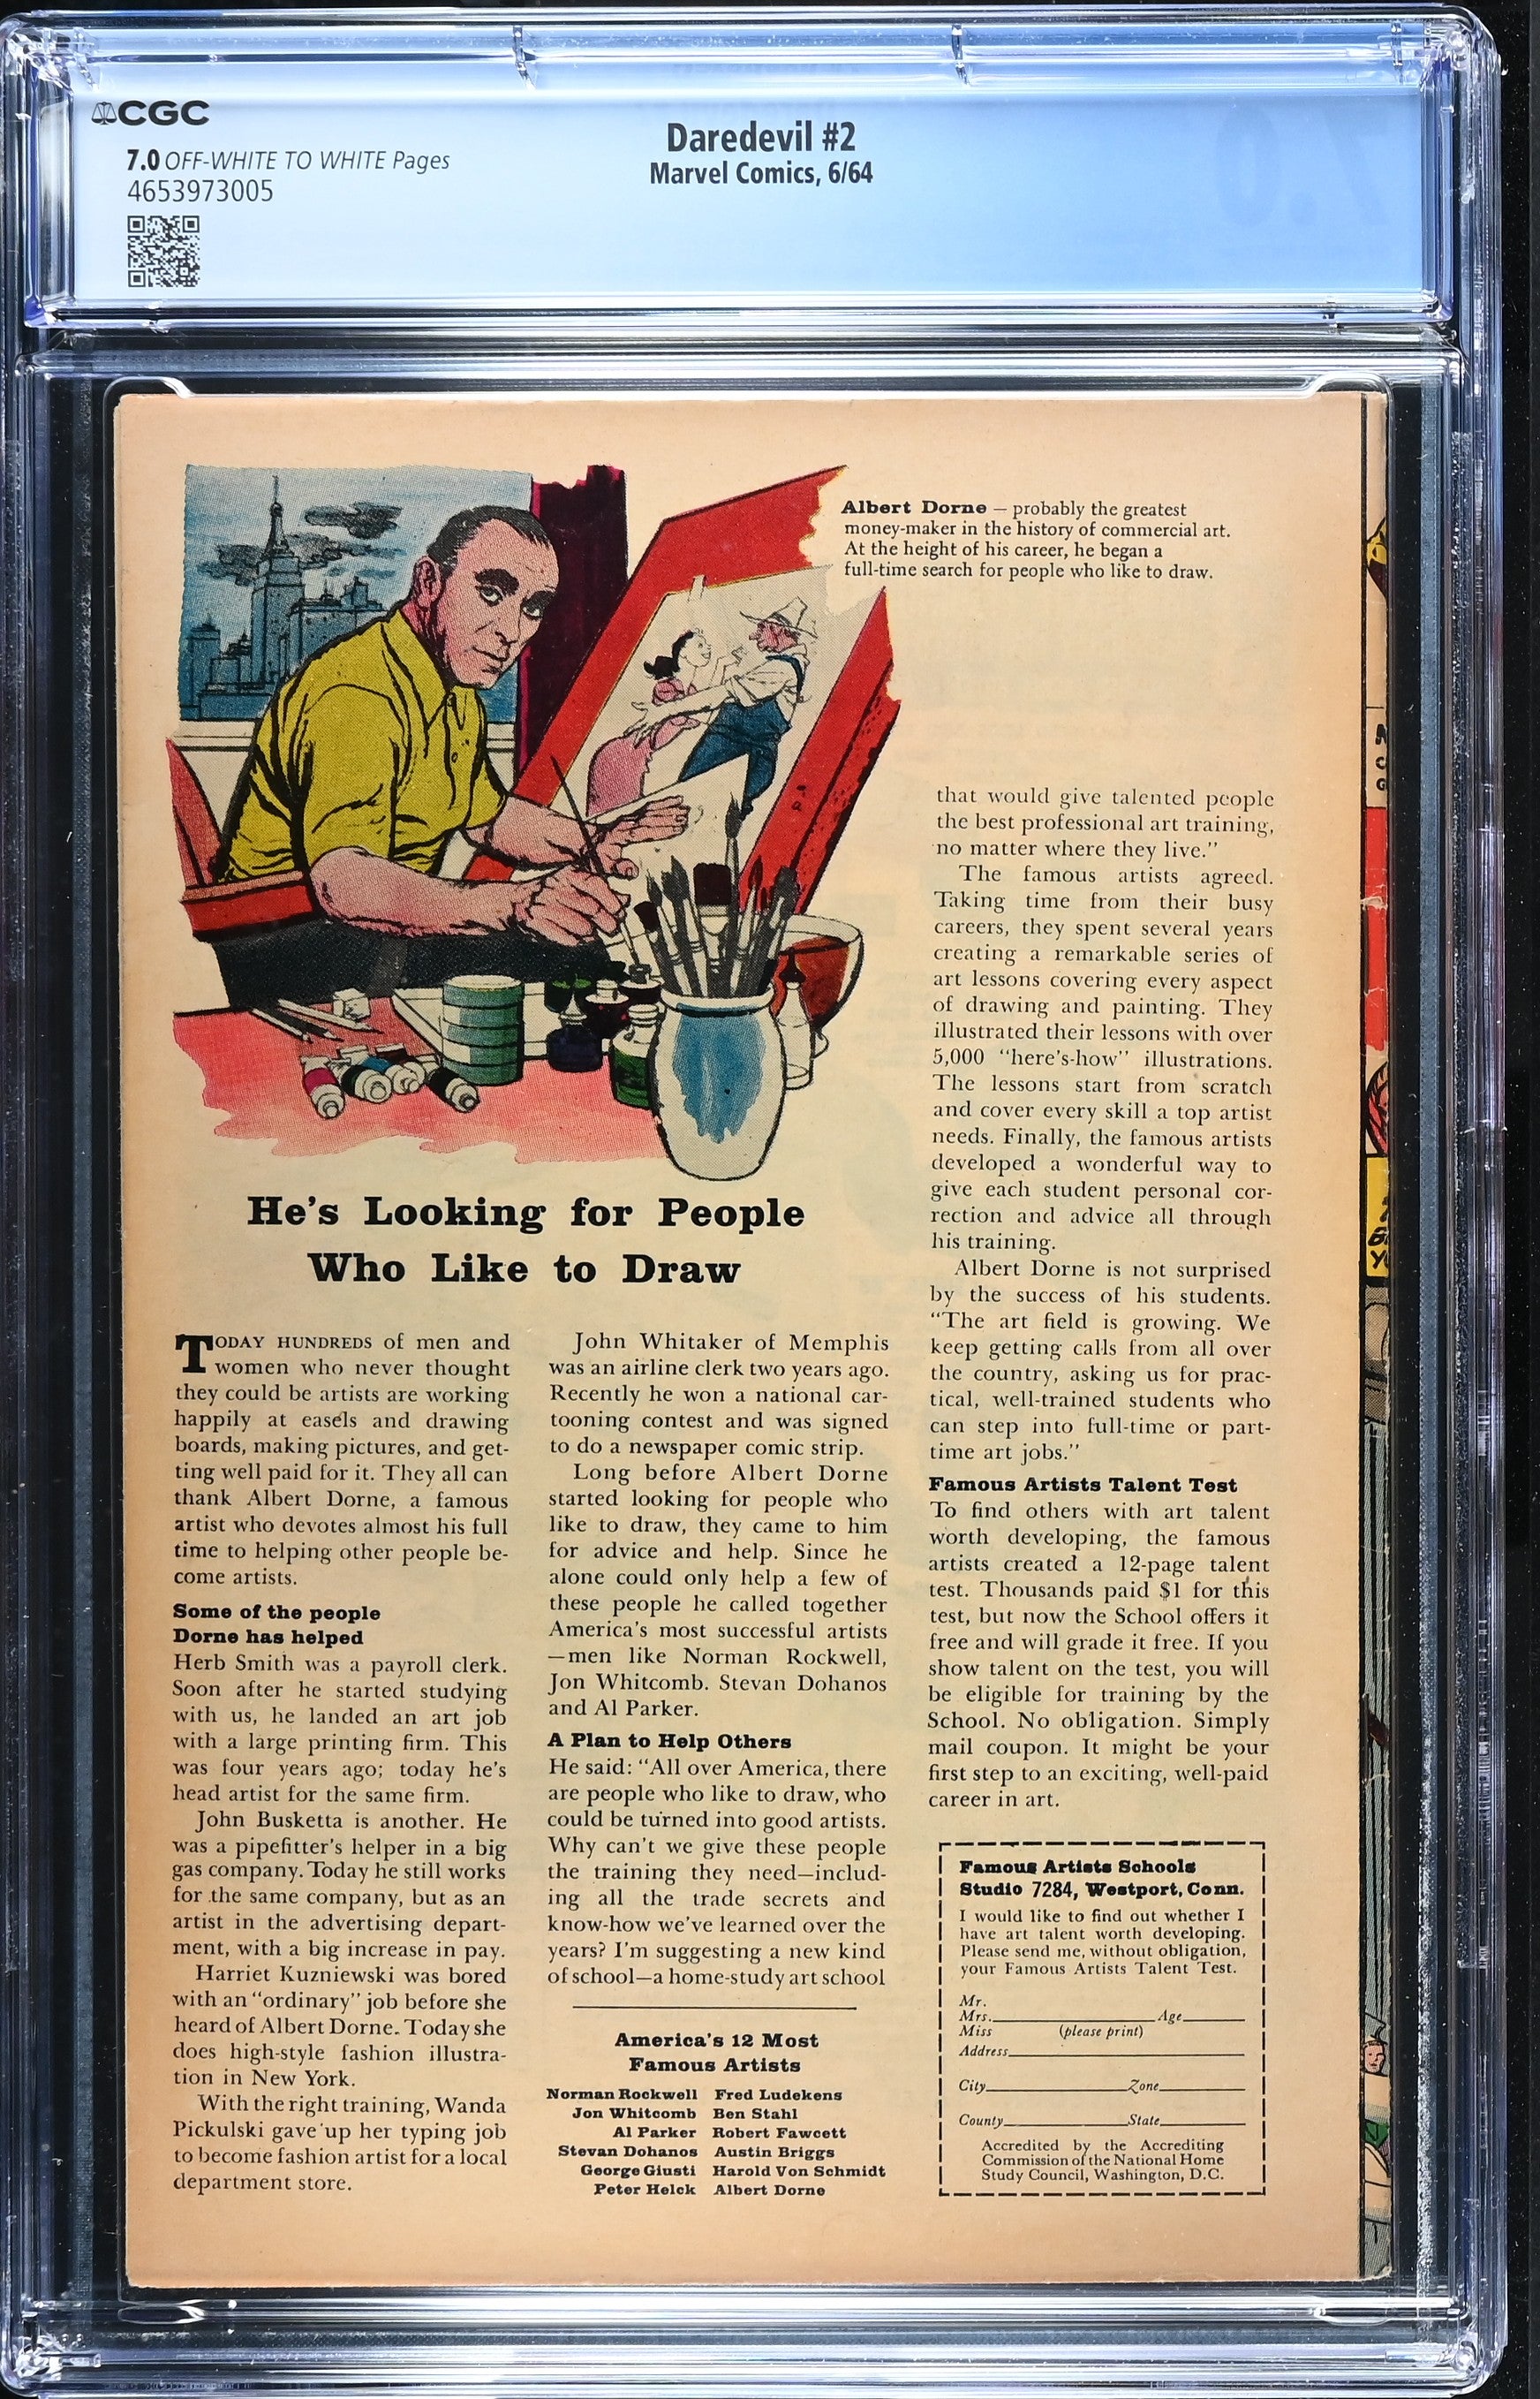 CGC
7.0 OFF-WHITE TO WHITE Pages
4653973005
Daredevil #2
Marvel Comics, 6/64
Albert Dorne — probably the greatest
money-maker in the history of commercial art.
At the height of his career, he began a
full-time search for people who like to draw.
He's Looking for People
Who Like to Draw
TODAY HUNDREDS of men and
women who never thought
they could be artists are working
happily at easels and drawing
boards, making pictures, and get-
ting well paid for it. They all can
thank Albert Dorne, a famous
artist who devotes almost his full
time to helping other people be-
come artists.
Some of the people
Dorne has helped
Herb Smith was a payroll clerk.
Soon after he started studying
with us, he landed an art job
with a large printing firm. This
was four years ago; today he's
head artist for the same firm.
John Busketta is another. He
was a pipefitter's helper in a big
gas company. Today he still works
for the same company, but as an
artist in the advertising depart-
ment, with a big increase in pay.
Harriet Kuzniewski was bored
with an "ordinary" job before she
heard of Albert Dorne. Today she
does high-style fashion illustra-
tion in New York.
With the right training, Wanda
Pickulski gave up her typing job
to become fashion artist for a local
department store.
John Whitaker of Memphis
was an airline clerk two years ago.
Recently he won a national car-
tooning contest and was signed
to do a newspaper comic strip.
Long before Albert Dorne
started looking for people who
like to draw, they came to him
for advice and help. Since he
alone could only help a few of
these people he called together
America's most successful artists
—men like Norman Rockwell,
Jon Whitcomb. Stevan Dohanos
and Al Parker.
A Plan to Help Others
He said: "All over America, there
are people who like to draw, who
could be turned into good artists.
Why can't we give these people
the training they need—includ-
ing all the trade secrets and
know-how we've learned over the
years? I'm suggesting a new kind
of school—a home-study art school
America's 12 Most
Famous Artists
Norman Rockwell Fred Ludekens
Jon Whitcomb Ben Stahl
Al Parker Robert Fawcett
Stevan Dohanos Austin Briggs
George Giusti Harold Von Schmidt
Peter Helck Albert Dorne
that would give talented people
the best professional art training,
no matter where they live."
The famous artists agreed.
Taking time from their busy
careers, they spent several years
creating a remarkable series of
art lessons covering every aspect
of drawing and painting. They
illustrated their lessons with over
5,000 "here's-how" illustrations.
The lessons start from scratch
and cover every skill a top artist
needs. Finally, the famous artists
developed a wonderful way to
give each student personal cor-
rection and advice all through
his training.
Albert Dorne is not surprised
by the success of his students.
"The art field is growing. We
keep getting calls from all over
the country, asking us for prac-
tical, well-trained students who
can step into full-time or part-
time art jobs."
Famous Artists Talent Test
To find others with art talent
worth developing, the famous
artists created a 12-page talent
test. Thousands paid $1 for this
test, but now the School offers it
free and will grade it free. If you
show talent on the test, you will
be eligible for training by the
School. No obligation. Simply
mail coupon. It might be your
first step to an exciting, well-paid
career in art.
Famous Artists Schools
Studio 7284, Westport, Conn.
I would like to find out whether I
have art talent worth developing.
Please send me, without obligation,
your Famous Artists Talent Test.
Mr.
Mrs. Age
Miss (please print)
Address
City Zone
County State
Accredited by the Accrediting
Commission of the National Home
Study Council, Washington, D.C.